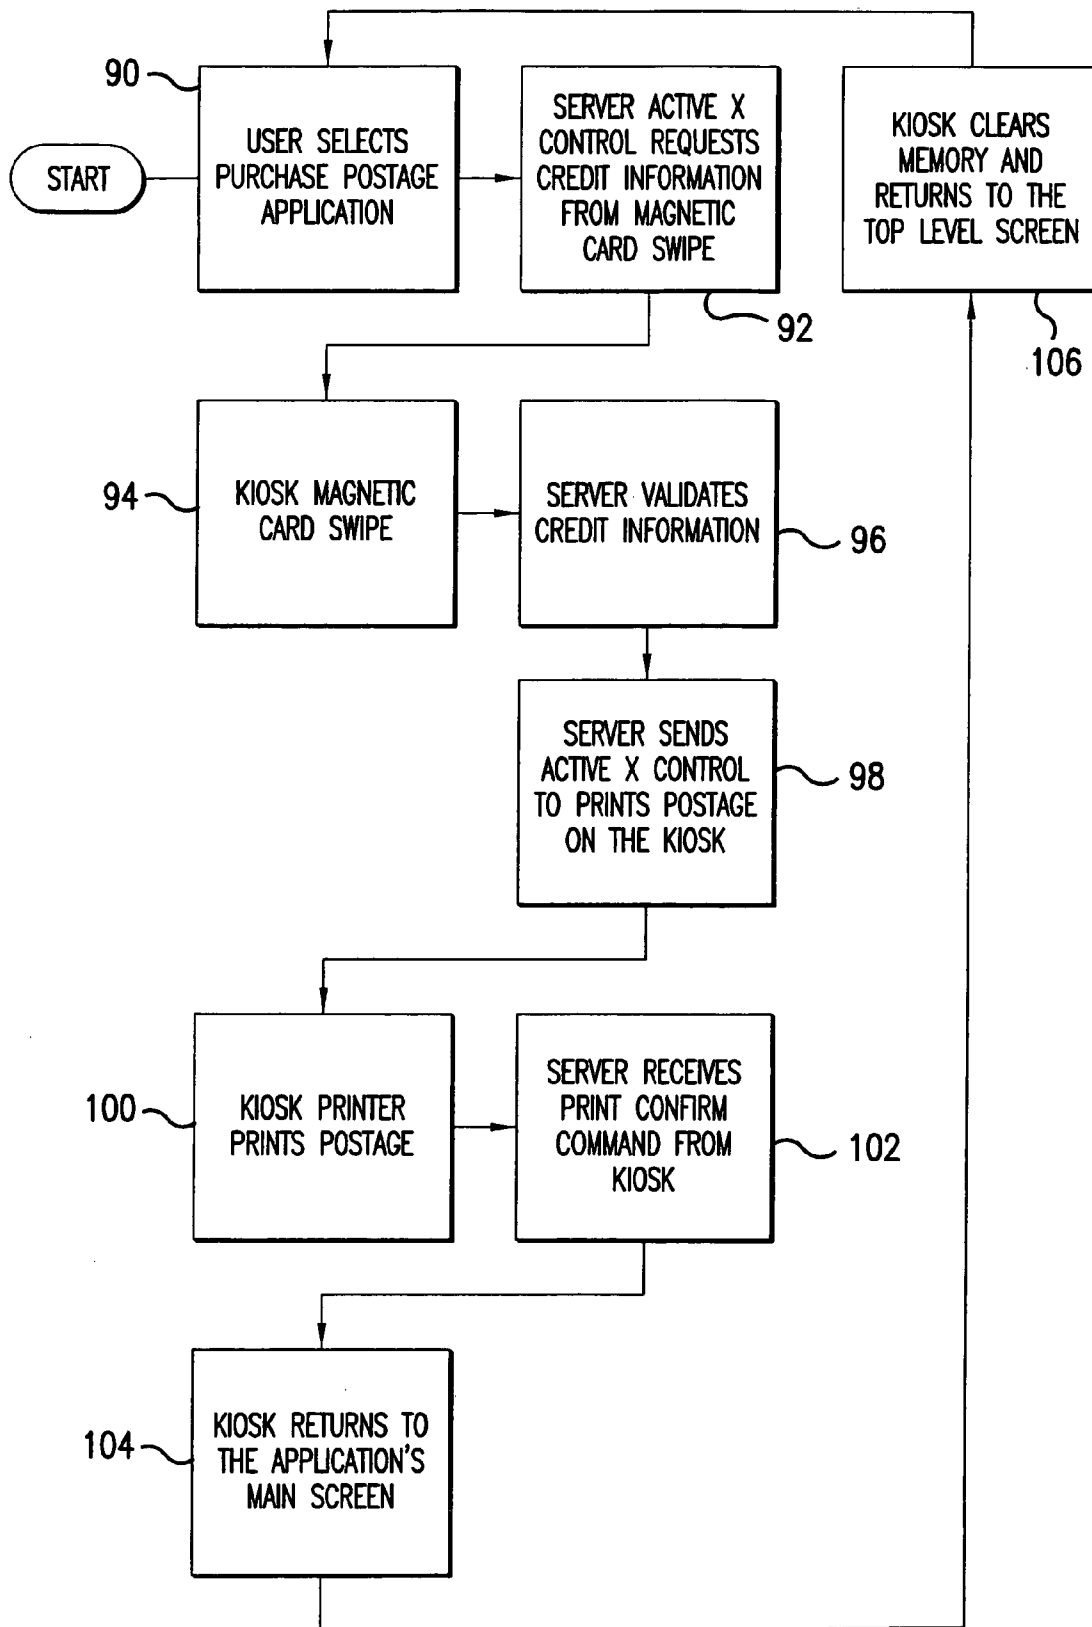 90
START
USER SELECTS
PURCHASE POSTAGE
APPLICATION
SERVER ACTIVE X
CONTROL REQUESTS
CREDIT INFORMATION
FROM MAGNETIC
CARD SWIPE
92
KIOSK CLEARS
MEMORY AND
RETURNS TO THE
TOP LEVEL SCREEN
106
94
KIOSK MAGNETIC
CARD SWIPE
SERVER VALIDATES
CREDIT INFORMATION
96
SERVER SENDS
ACTIVE X CONTROL
TO PRINTS POSTAGE
ON THE KIOSK
98
100
KIOSK PRINTER
PRINTS POSTAGE
SERVER RECEIVES
PRINT CONFIRM
COMMAND FROM
KIOSK
102
104
KIOSK RETURNS TO
THE APPLICATION'S
MAIN SCREEN